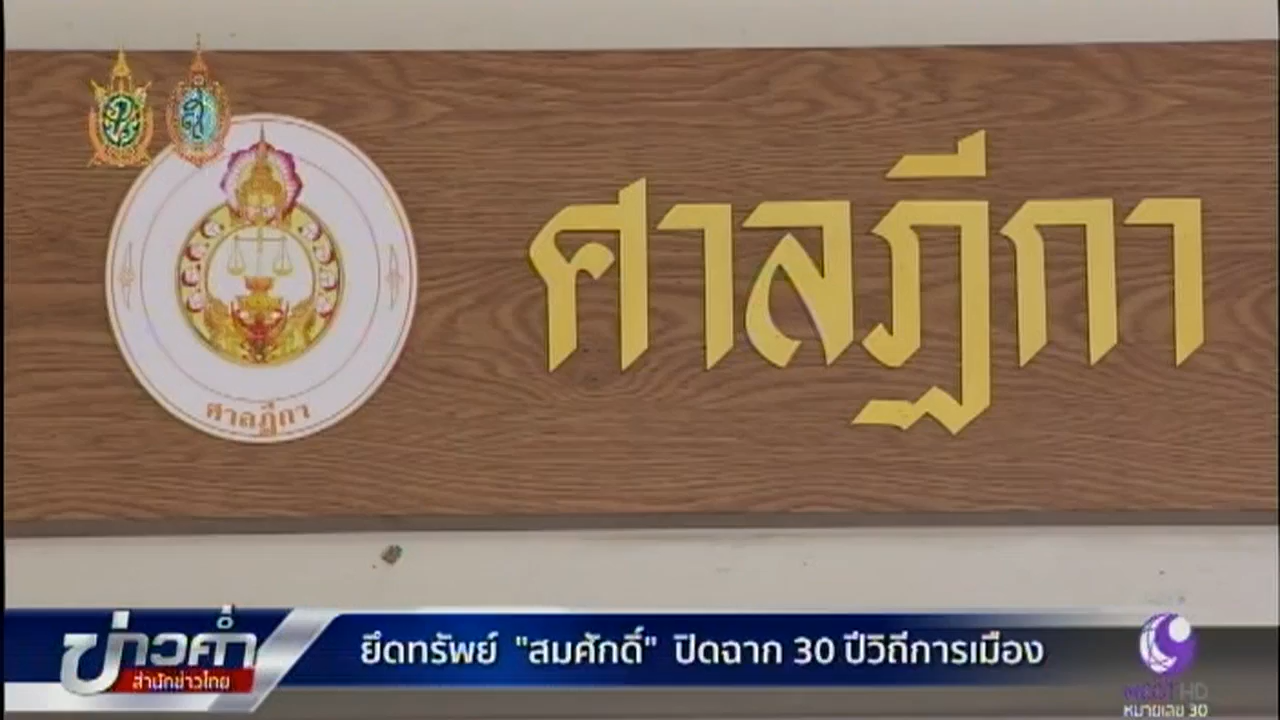 ศาลฎีกา
ศาลฎีกา
ข่าวค่ำ
สำนักข่าวไทย
ยึดทรัพย์ "สมศักดิ์" ปิดฉาก 30 ปีวิถีการเมือง
MCOT HD
หมายเลข 30